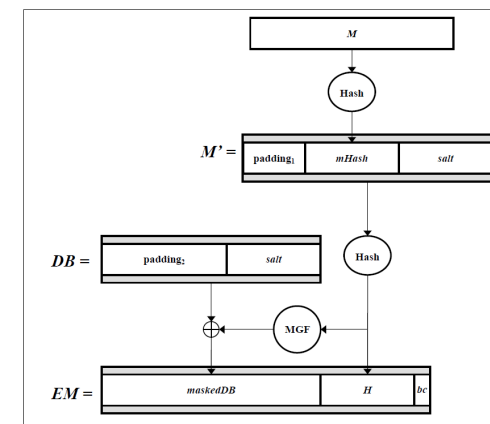 M
Hash
M’ = padding₁ mHash salt
DB = padding₂ salt Hash
MGF
EM = maskedDB H bc